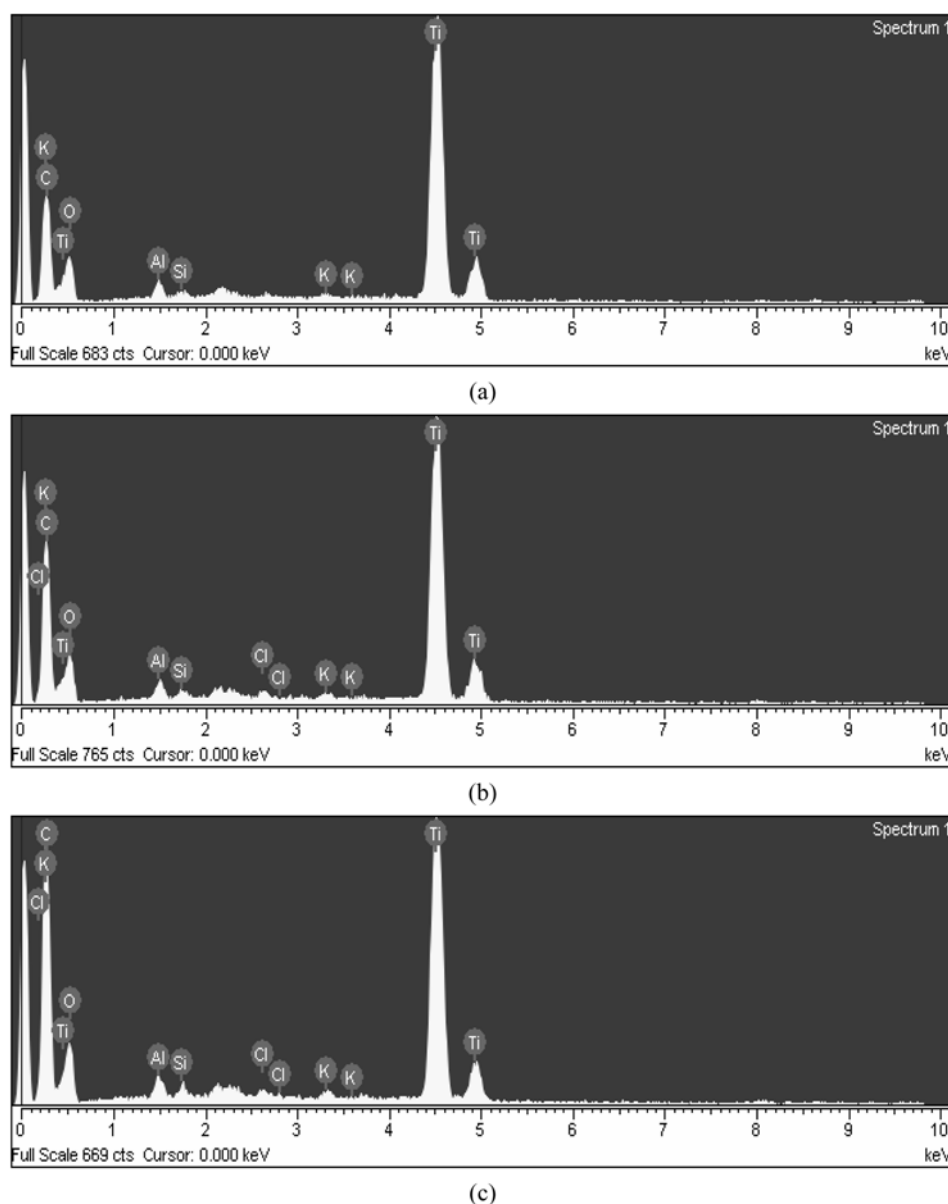 Spectrum 1
Ti
K
C
O
Ti
Ti
Al
Si
K
K
0 1 2 3 4 5 6 7 8 9 10
Full Scale 683 cts Cursor: 0.000 keV keV
(a)
Spectrum 1
Ti
K
C
Cl
O
Ti
Ti
Al
Si
Cl
Cl
K
K
0 1 2 3 4 5 6 7 8 9 10
Full Scale 765 cts Cursor: 0.000 keV keV
(b)
Spectrum 1
C
Ti
K
Cl
O
Ti
Ti
Al
Si
Cl
Cl
K
K
0 1 2 3 4 5 6 7 8 9 10
Full Scale 669 cts Cursor: 0.000 keV keV
(c)